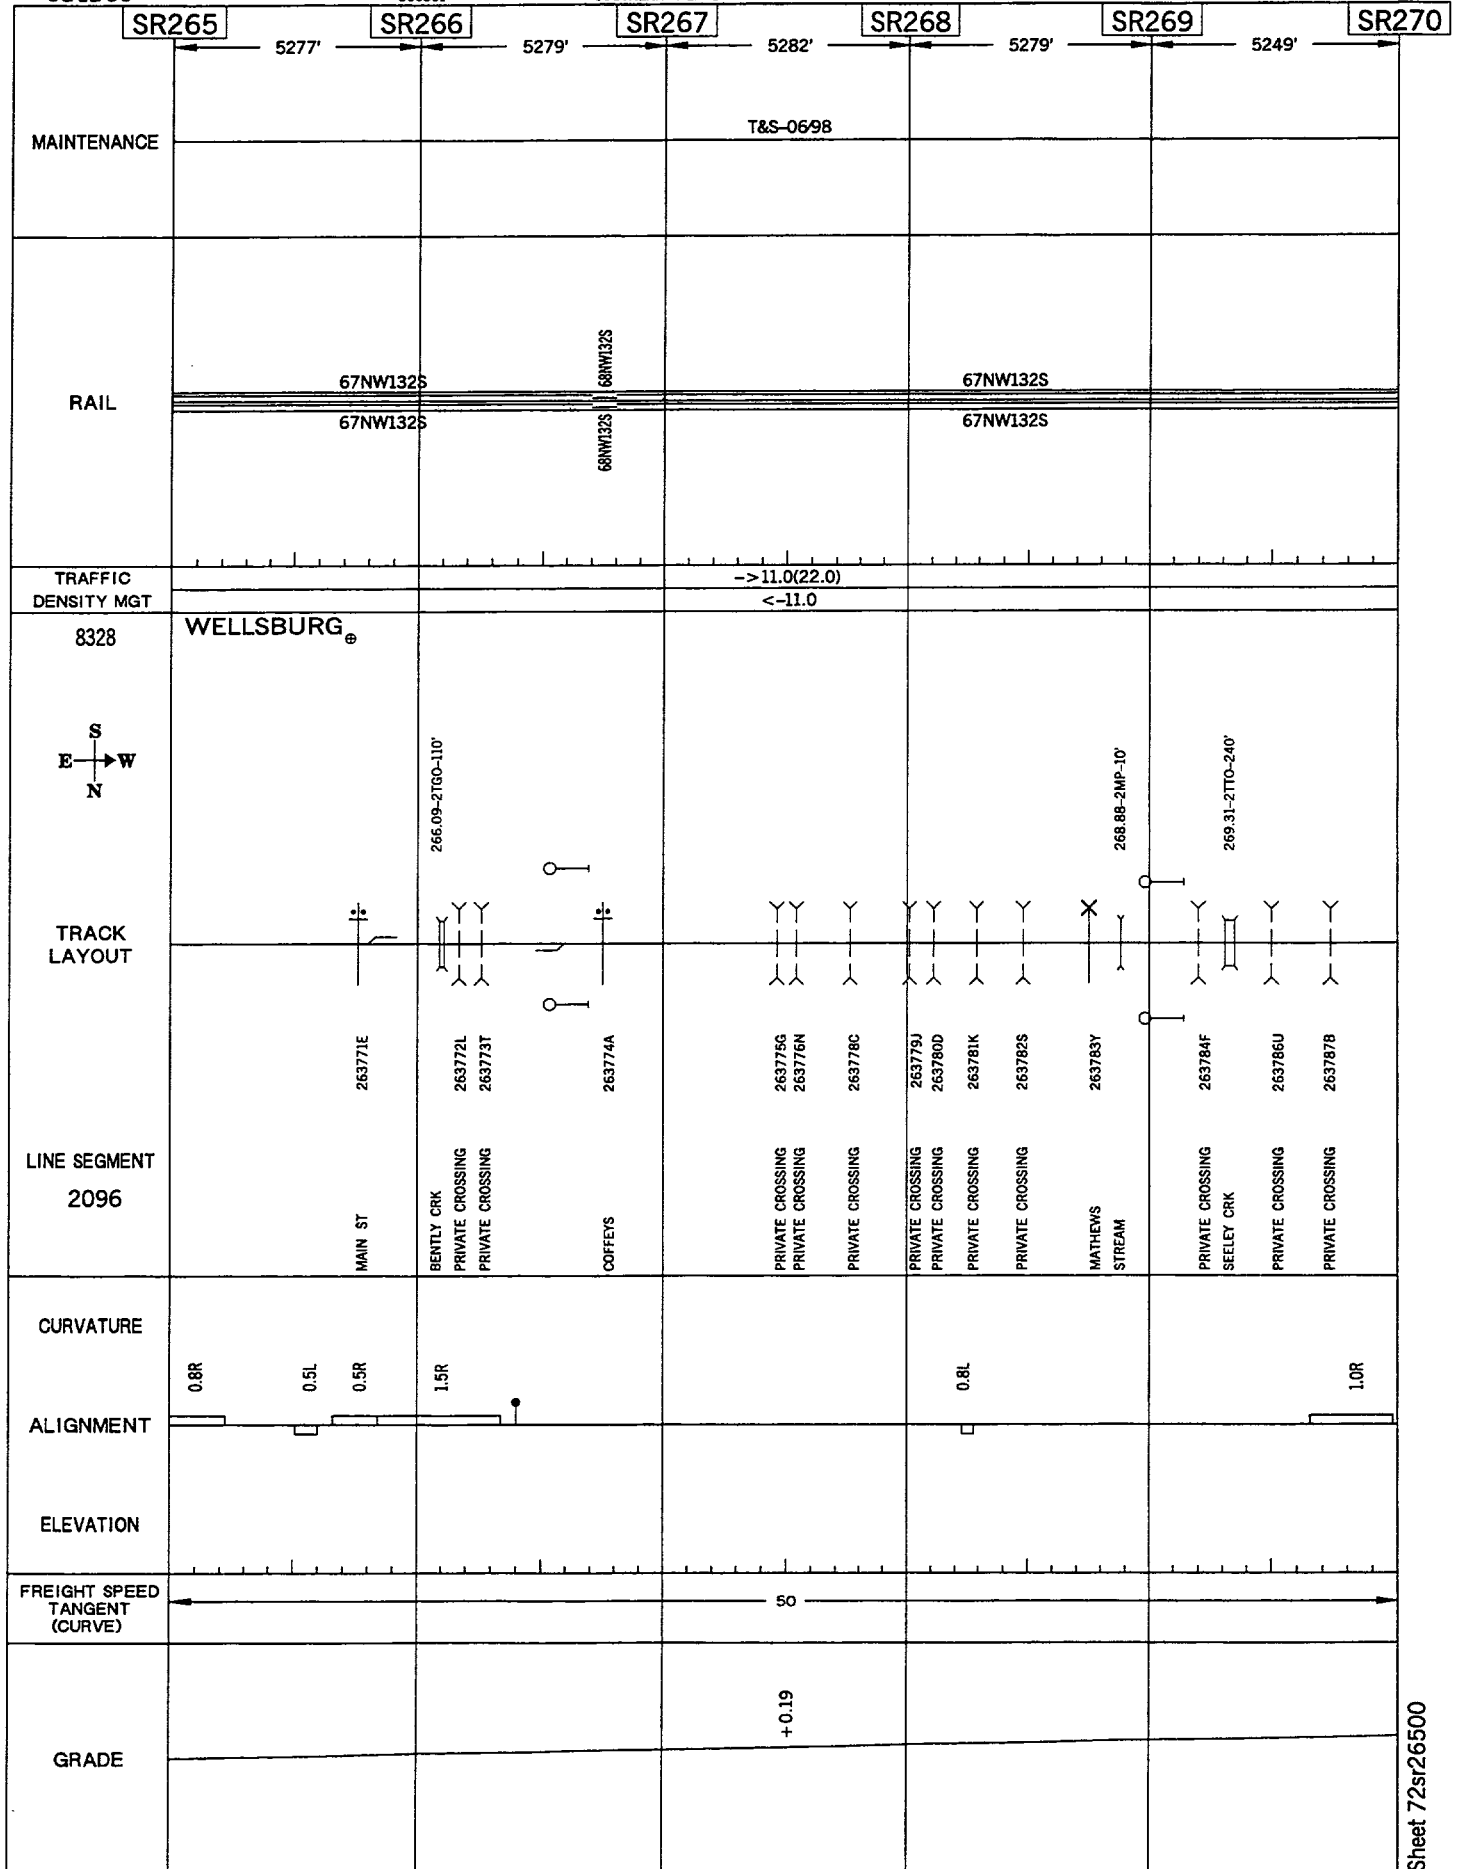 SR265 SR266 SR267 SR268 SR269 SR270
5277' 5279' 5282' 5279' 5249'
MAINTENANCE
T&S-06/98
RAIL
67NW132S
67NW132S
68NW132S
68NW132S
67NW132S
67NW132S
TRAFFIC
DENSITY MGT
->11.0(22.0)
<-11.0
8328
WELLSBURG
S
E W
N
266.09-2TGO-110'
268.88-2MP-10'
269.31-2TTO-240'
TRACK
LAYOUT
263771E
263772L
263773T
263774A
263775G
263776N
263778C
263779J
263780D
263781K
263782S
263783Y
263784F
263786U
263787B
LINE SEGMENT
2096
MAIN ST
BENTLY CRK
PRIVATE CROSSING
PRIVATE CROSSING
COFFEYS
PRIVATE CROSSING
PRIVATE CROSSING
PRIVATE CROSSING
PRIVATE CROSSING
PRIVATE CROSSING
PRIVATE CROSSING
PRIVATE CROSSING
MATHEWS
STREAM
PRIVATE CROSSING
SEELEY CRK
PRIVATE CROSSING
PRIVATE CROSSING
CURVATURE
0.8R
0.5L
0.5R
1.5R
0.8L
1.0R
ALIGNMENT
ELEVATION
FREIGHT SPEED
TANGENT
(CURVE)
50
GRADE
+0.19
Sheet 72sr26500